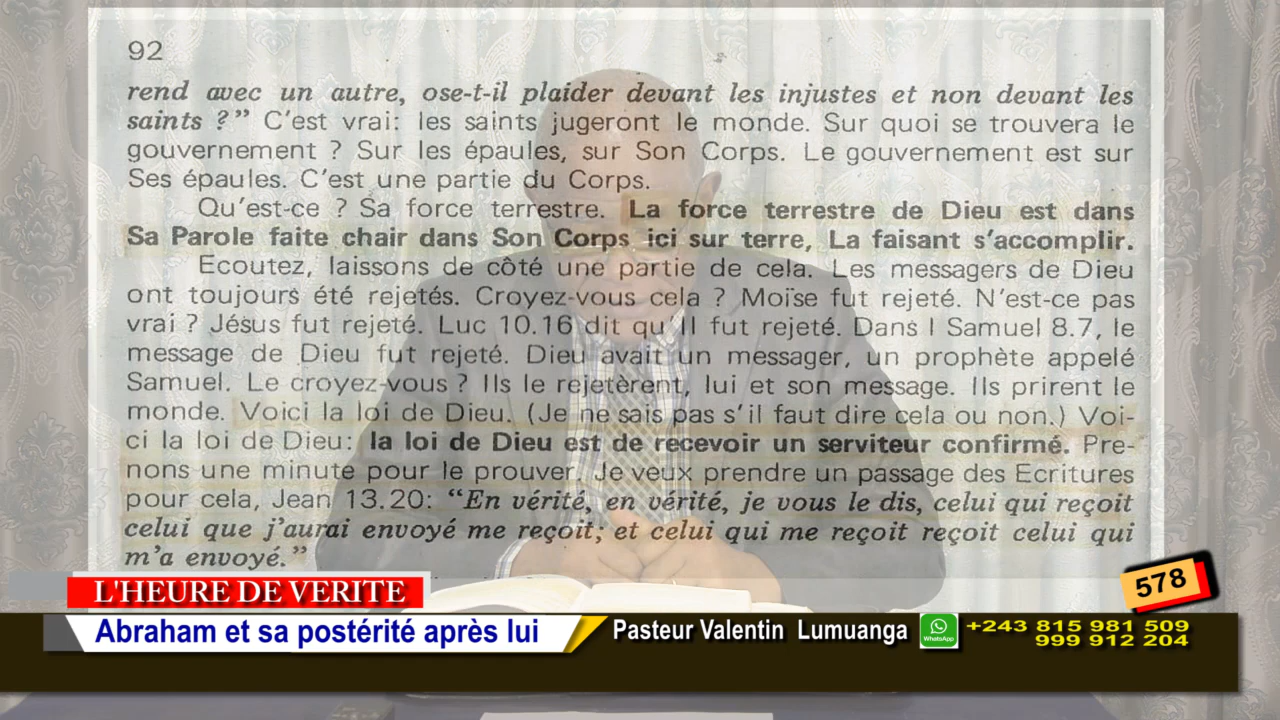 92
rend avec un autre, ose-t-il plaider devant les injustes et non devant les
saints ?” C’est vrai: les saints jugeront le monde. Sur quoi se trouvera le
gouvernement ? Sur les épaules, sur Son Corps. Le gouvernement est sur
Ses épaules. C’est une partie du Corps.
Qu’est-ce ? Sa force terrestre. La force terrestre de Dieu est dans
Sa Parole faite chair dans Son Corps ici sur terre, La faisant s’accomplir.
Ecoutez, laissons de côté une partie de cela. Les messagers de Dieu
ont toujours été rejetés. Croyez-vous cela ? Moïse fut rejeté. N’est-ce pas
vrai ? Jésus fut rejeté. Luc 10.16 dit qu’Il fut rejeté. Dans I Samuel 8.7, le
message de Dieu fut rejeté. Dieu avait un messager, un prophète appelé
Samuel. Le croyez-vous ? Ils le rejetèrent, lui et son message. Ils prirent le
monde. Voici la loi de Dieu. (Je ne sais pas s’il faut dire cela ou non.) Voi-
ci la loi de Dieu: la loi de Dieu est de recevoir un serviteur confirmé. Pre-
nons une minute pour le prouver. Je veux prendre un passage des Ecritures
pour cela, Jean 13.20: “En vérité, en vérité, je vous le dis, celui qui reçoit
celui que j’aurai envoyé me reçoit; et celui qui me reçoit reçoit celui qui
m’a envoyé.”
L'HEURE DE VERITE
578
Abraham et sa postérité après lui
Pasteur Valentin Lumuanga
WhatsApp
+243 815 981 509
999 912 204